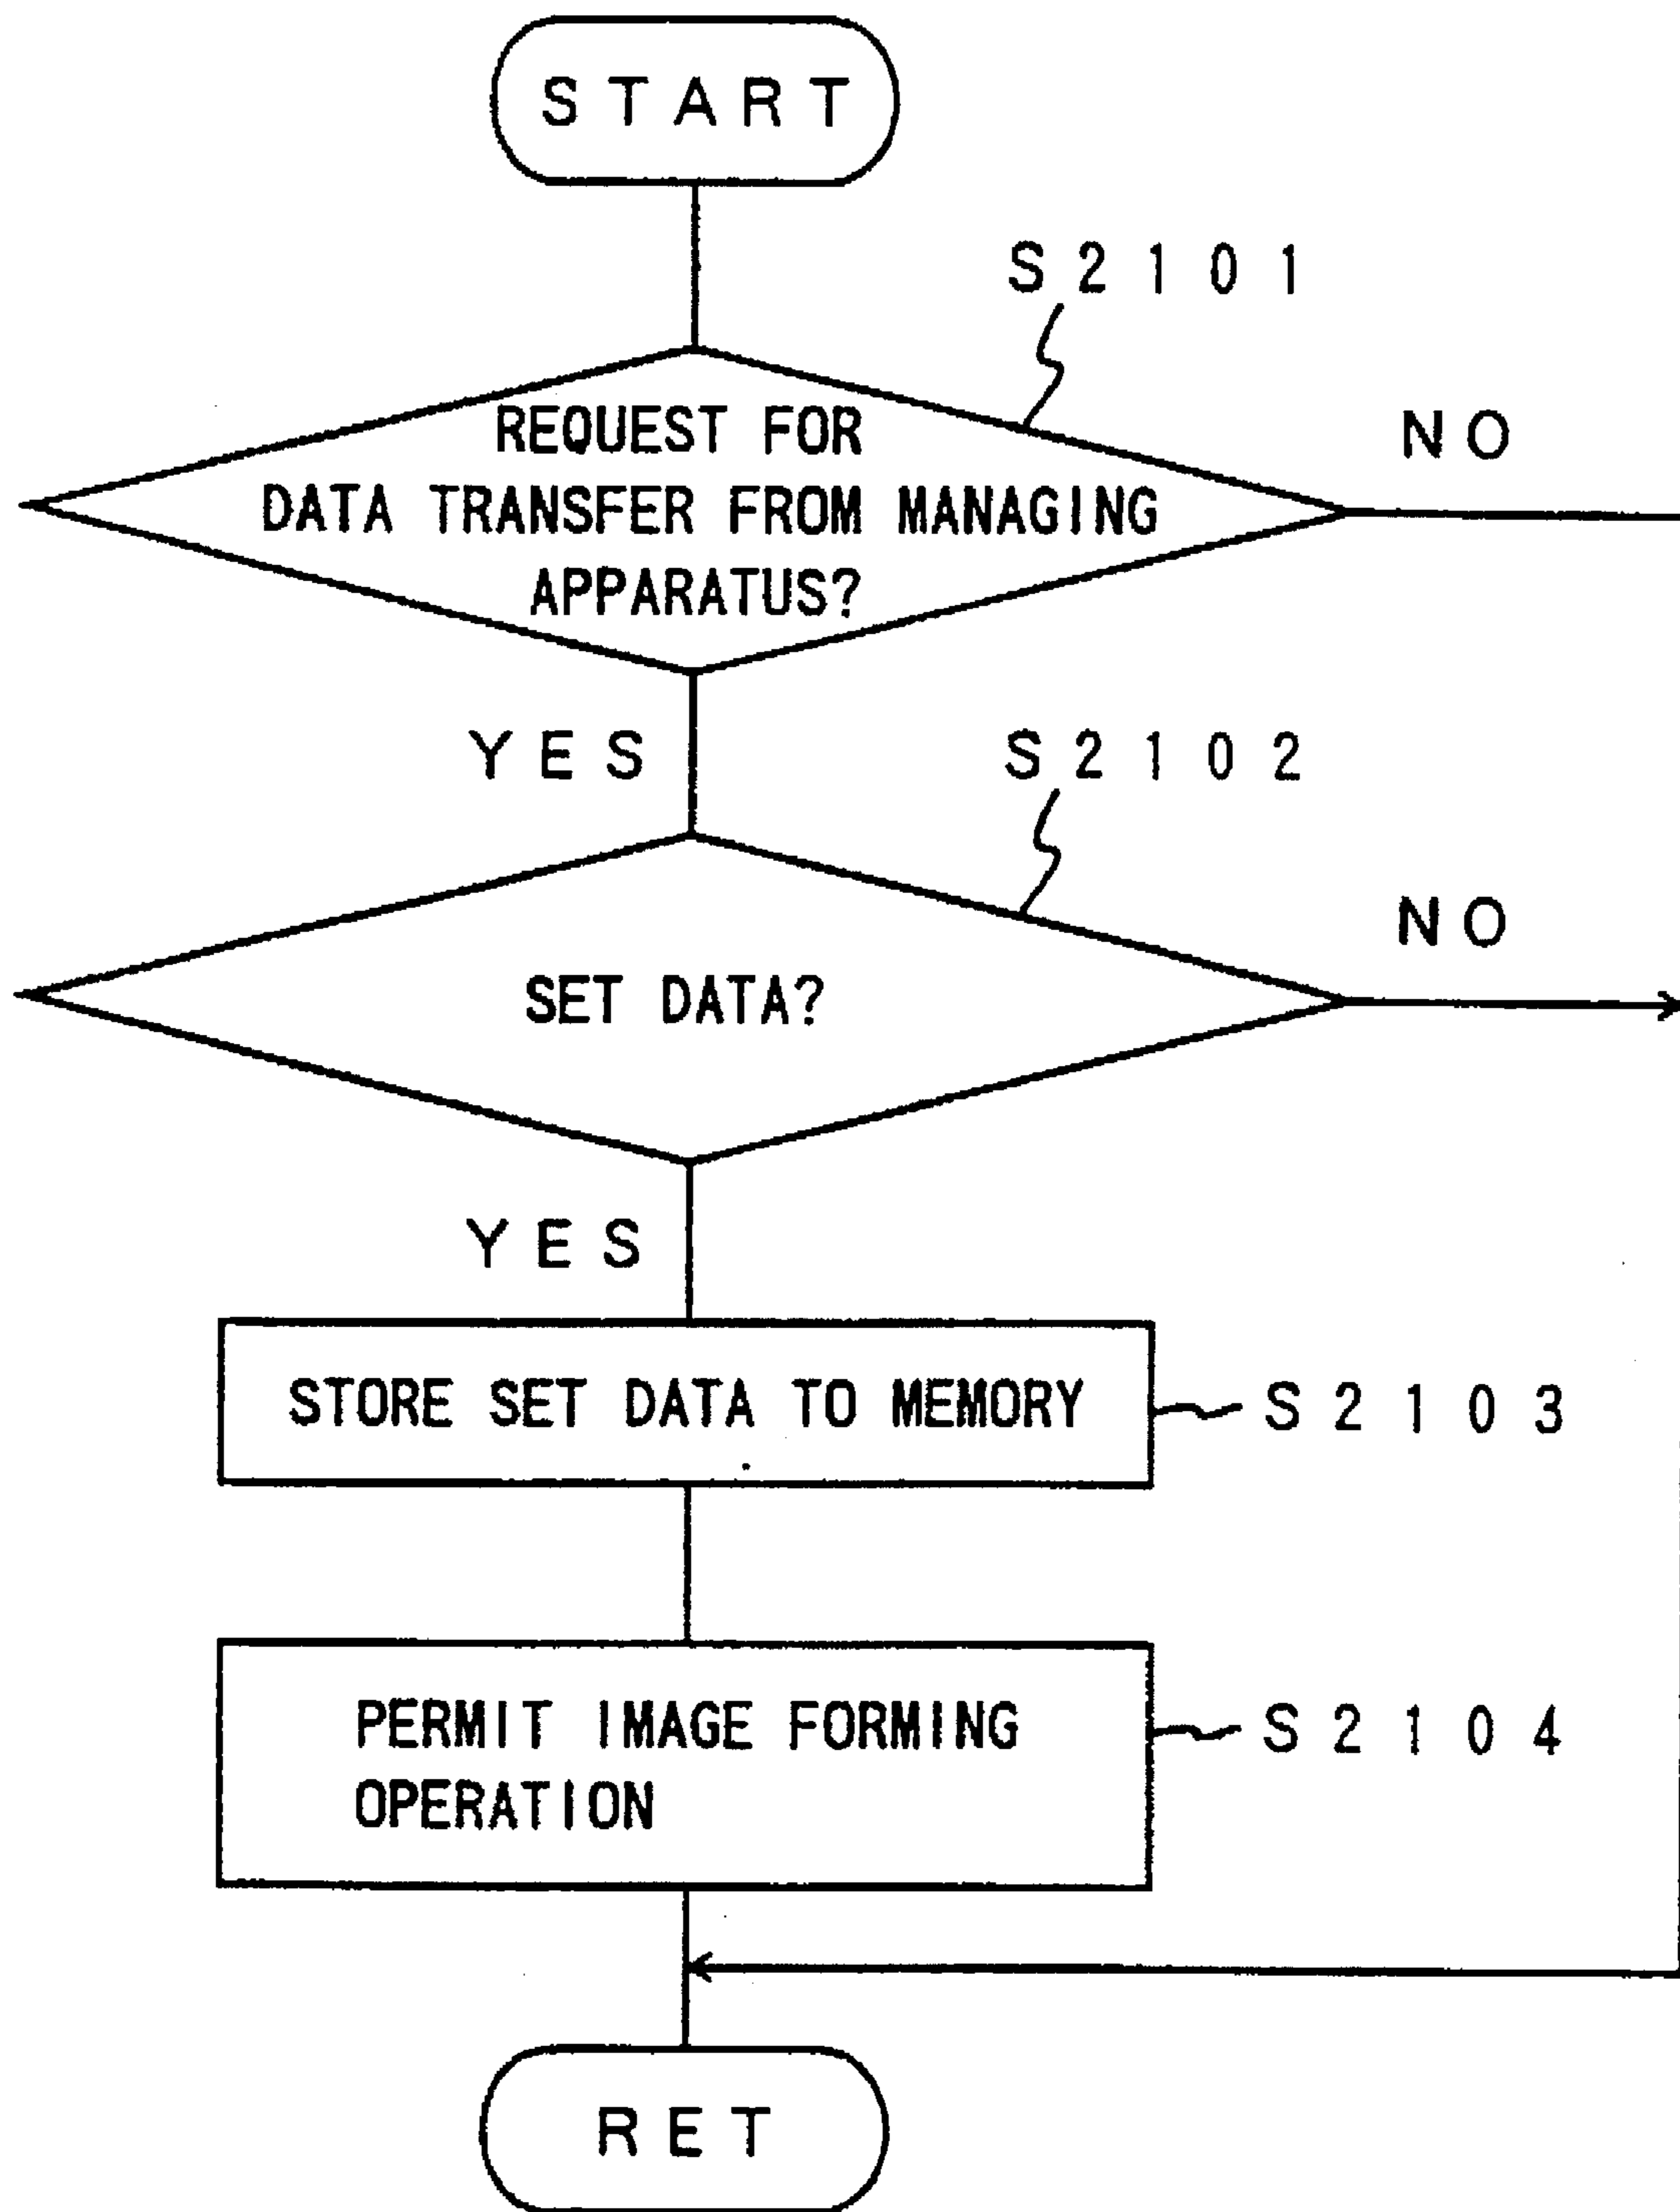 START
S2101
REQUEST FOR
NO
DATA TRANSFER FROM MANAGING
APPARATUS?
YES
S2102
NO
SET DATA?
YES
STORE SET DATA TO MEMORY
S2103
PERMIT IMAGE FORMING
S2104
OPERATION
RET